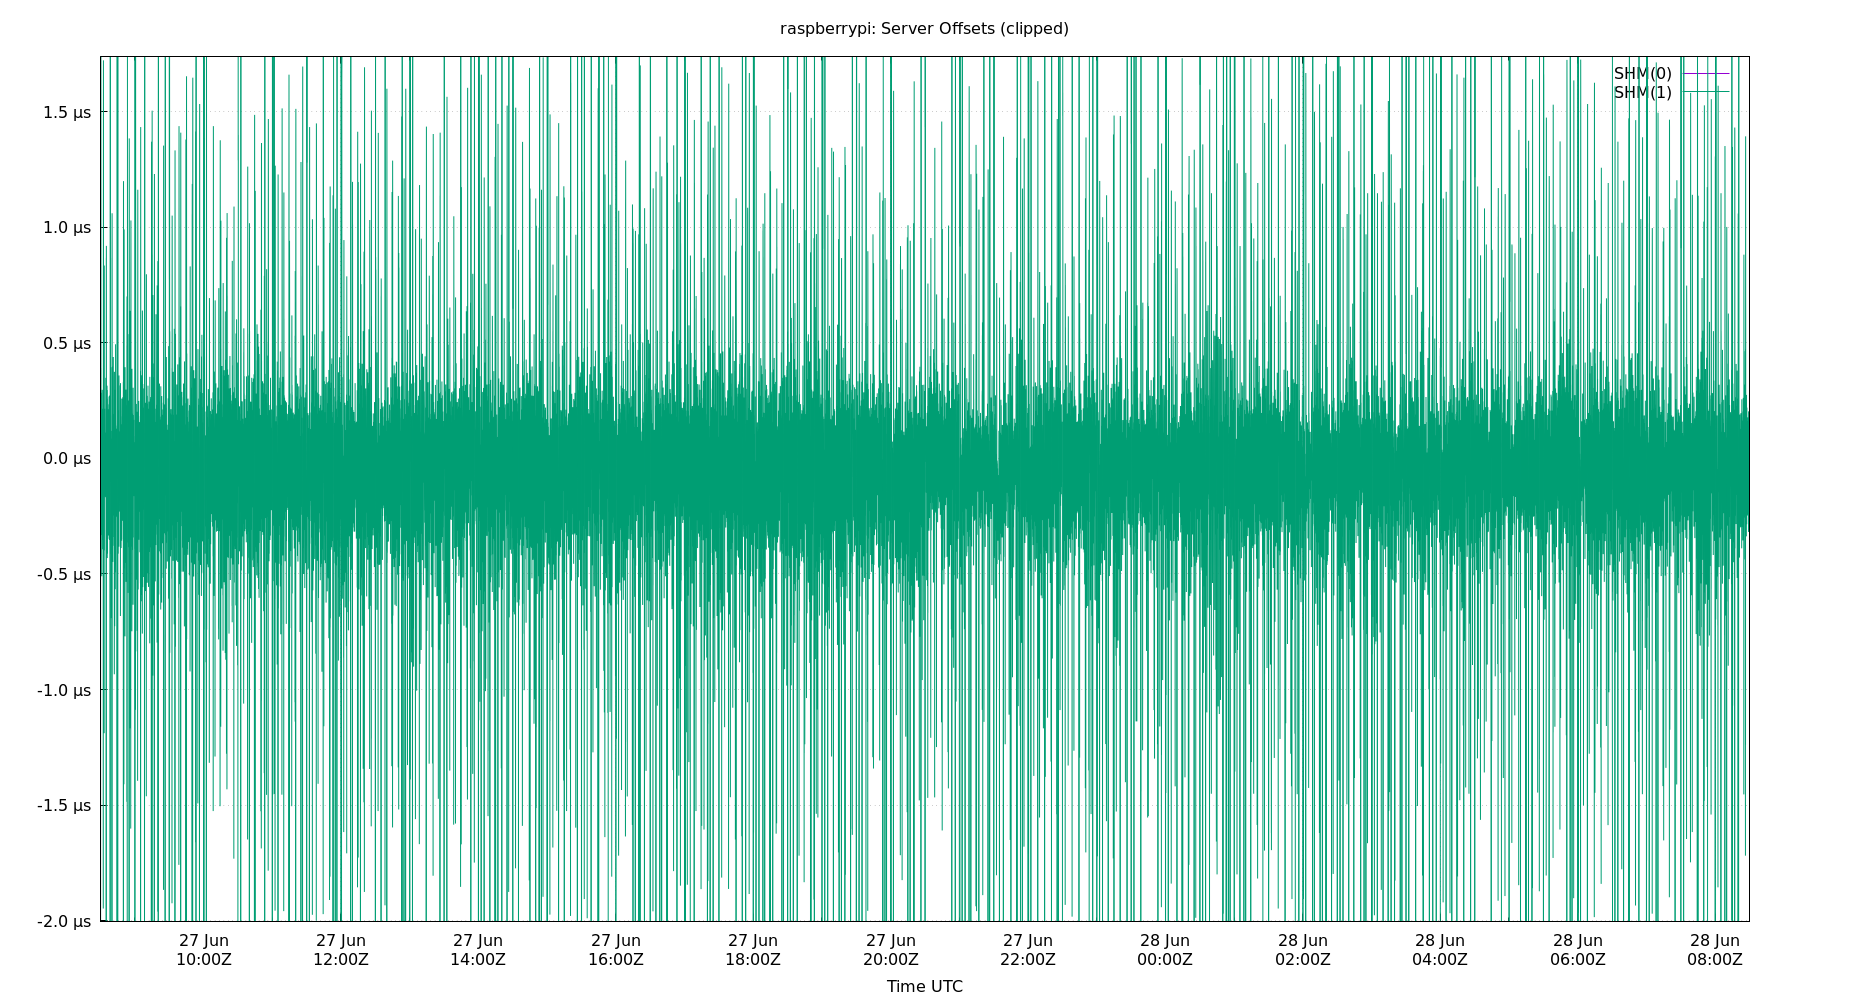 raspberrypi: Server Offsets (clipped)
SHM(0)
SHM(1)
1.5 µs
1.0 µs
0.5 µs
0.0 µs
-0.5 µs
-1.0 µs
-1.5 µs
-2.0 µs
27 Jun 27 Jun 27 Jun 27 Jun 27 Jun 27 Jun 27 Jun 28 Jun 28 Jun 28 Jun 28 Jun 28 Jun
10:00Z 12:00Z 14:00Z 16:00Z 18:00Z 20:00Z 22:00Z 00:00Z 02:00Z 04:00Z 06:00Z 08:00Z
Time UTC